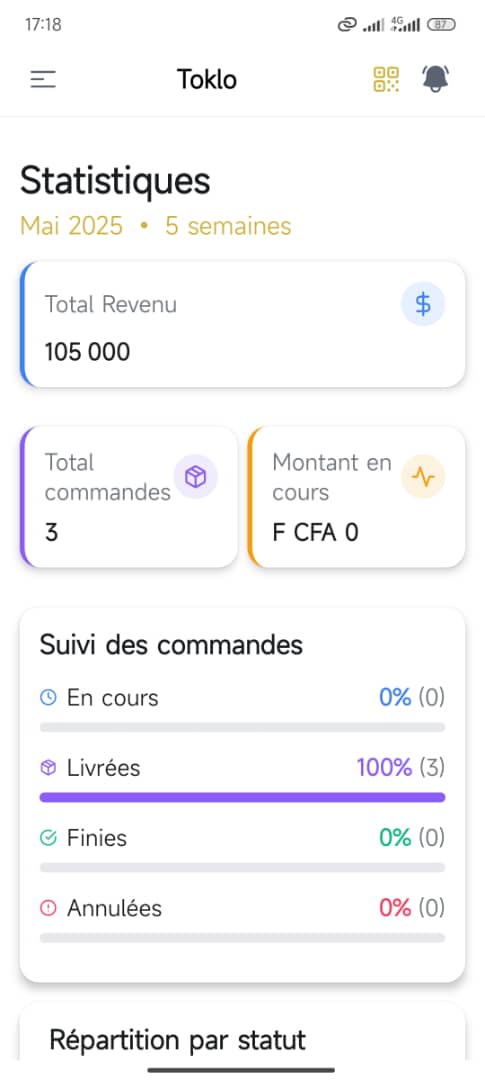 17:18
4G
87
Toklo
Statistiques
Mai 2025 • 5 semaines
Total Revenu
105 000
Total
commandes
3
Montant en
cours
F CFA 0
Suivi des commandes
En cours 0% (0)
Livrées 100% (3)
Finies 0% (0)
Annulées 0% (0)
Répartition par statut